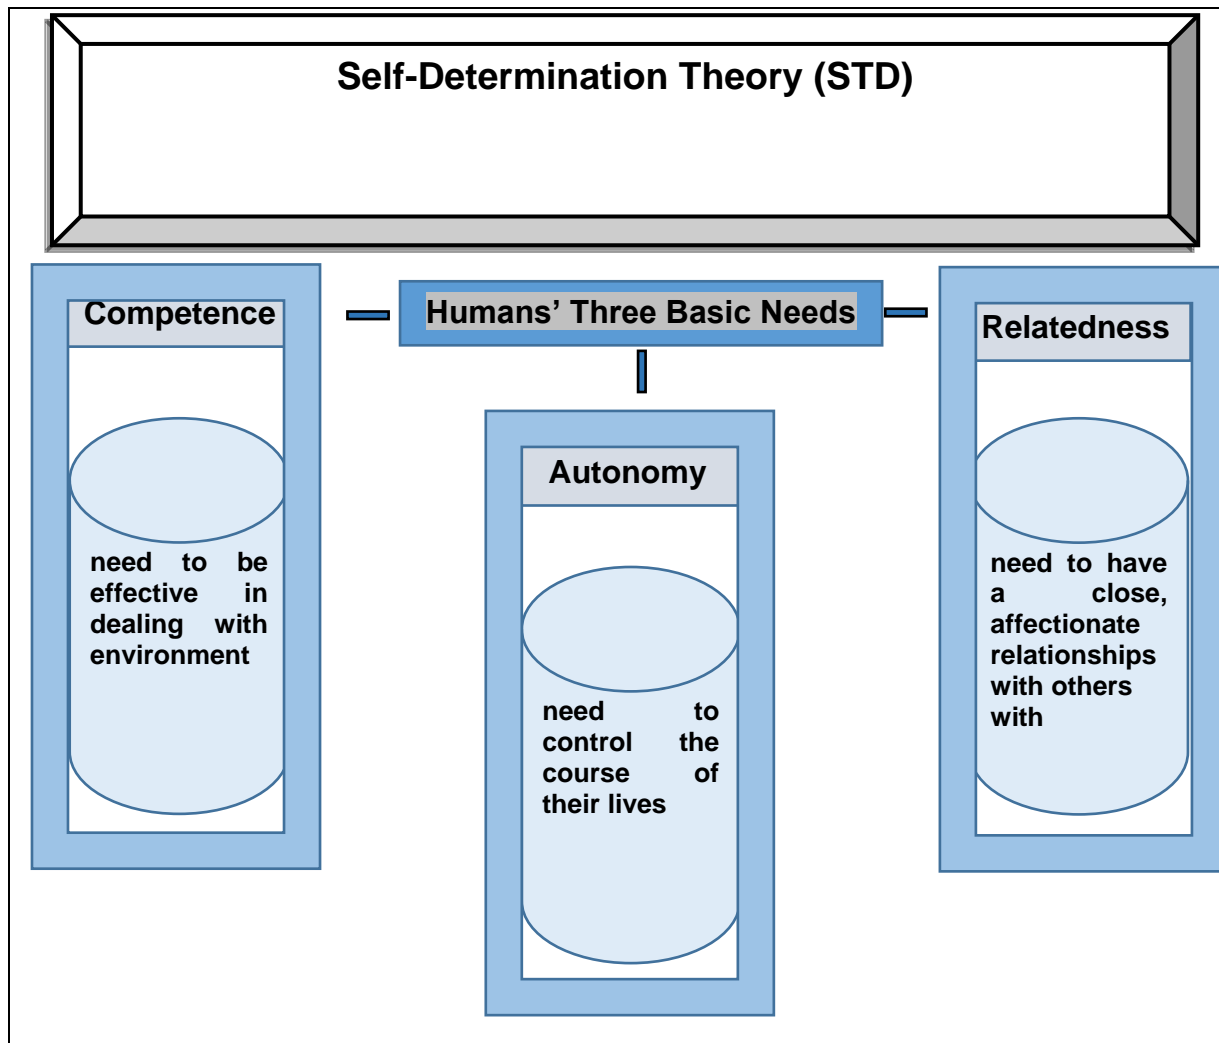 Self-Determination Theory (STD)
Humans’ Three Basic Needs
Competence
need to be
effective in
dealing with
environment
Autonomy
need to
control the
course of
their lives
Relatedness
need to have
a close,
affectionate
relationships
with others
with